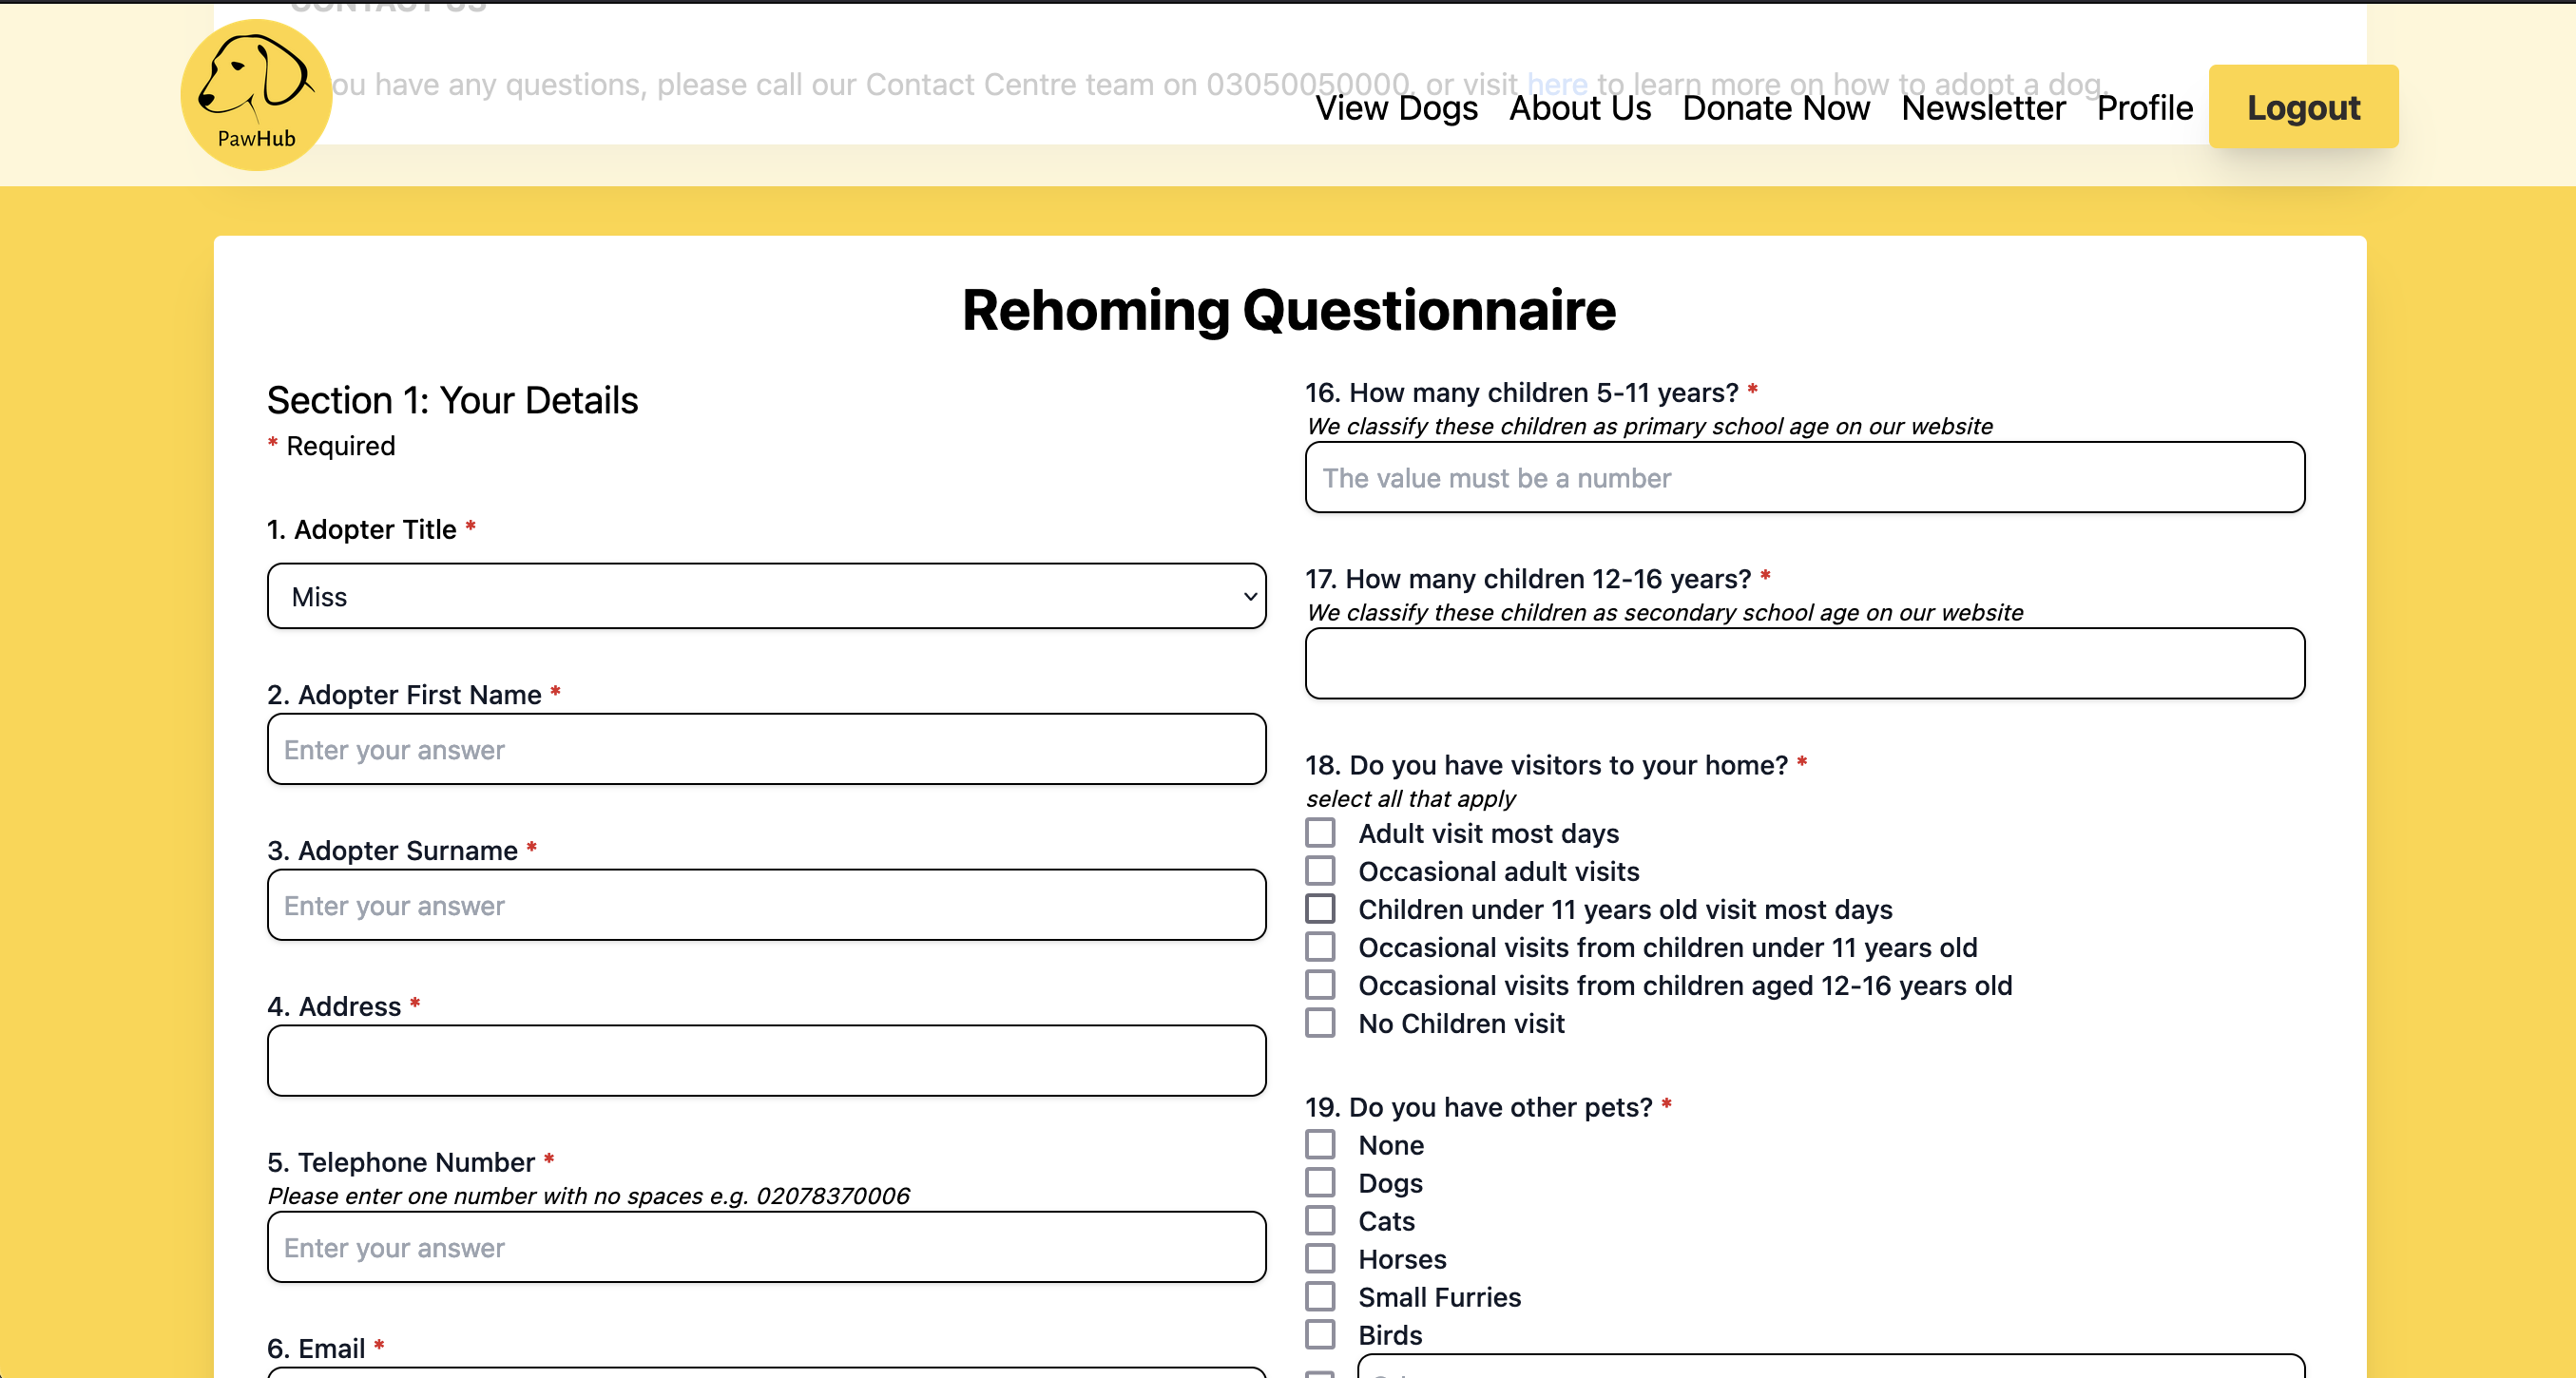 CONTACT US
ou have any questions, please call our Contact Centre team on 03050050000, or visit here to learn more on how to adopt a dog.
PawHub
View Dogs About Us Donate Now Newsletter Profile Logout
Rehoming Questionnaire
Section 1: Your Details
* Required
1. Adopter Title *
Miss
2. Adopter First Name *
Enter your answer
3. Adopter Surname *
Enter your answer
4. Address *
5. Telephone Number *
Please enter one number with no spaces e.g. 02078370006
Enter your answer
6. Email *
16. How many children 5-11 years? *
We classify these children as primary school age on our website
The value must be a number
17. How many children 12-16 years? *
We classify these children as secondary school age on our website
18. Do you have visitors to your home? *
select all that apply
Adult visit most days
Occasional adult visits
Children under 11 years old visit most days
Occasional visits from children under 11 years old
Occasional visits from children aged 12-16 years old
No Children visit
19. Do you have other pets? *
None
Dogs
Cats
Horses
Small Furries
Birds